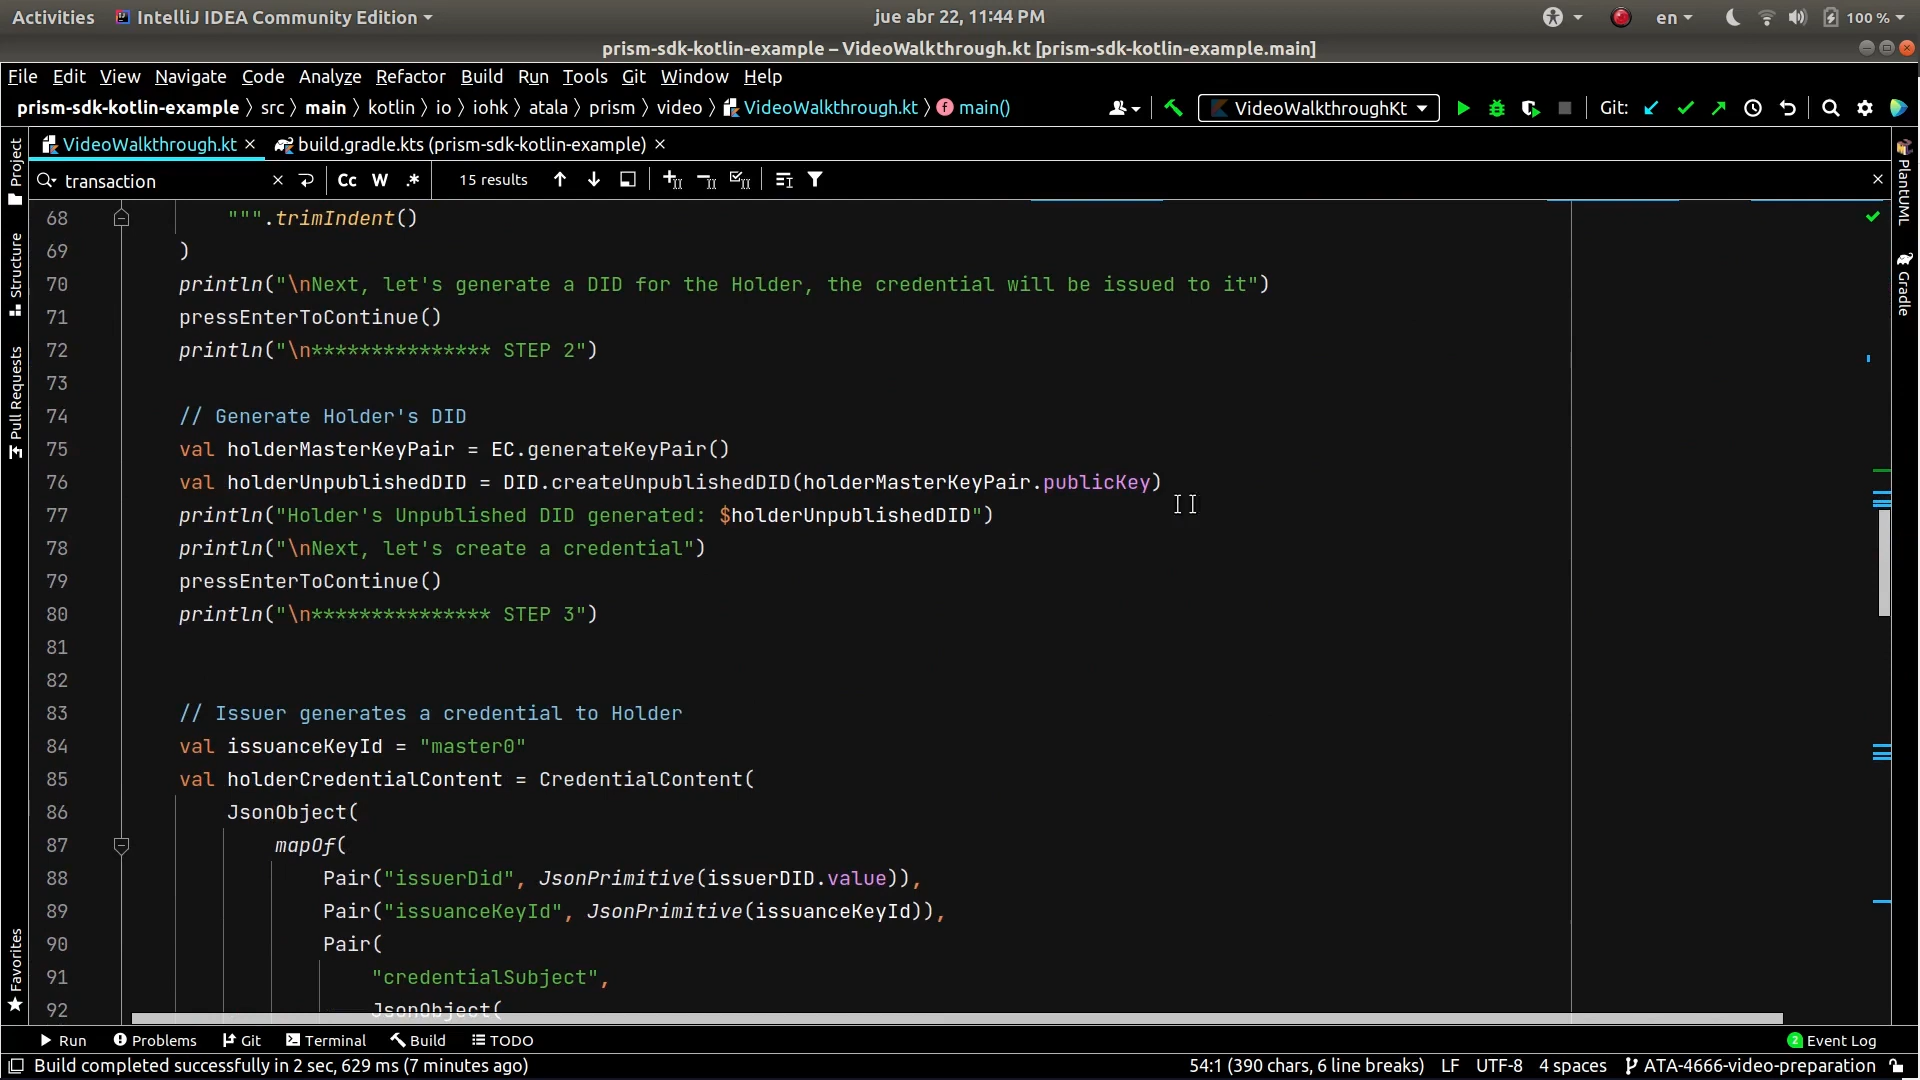 Activities IntelliJ IDEA Community Edition jue abr 22, 11:44 PM en 100 %
prism-sdk-kotlin-example – VideoWalkthrough.kt [prism-sdk-kotlin-example.main]
File Edit View Navigate Code Analyze Refactor Build Run Tools Git Window Help
prism-sdk-kotlin-example 〉 src 〉 main 〉 kotlin 〉 io 〉 iohk 〉 atala 〉 prism 〉 video 〉 VideoWalkthrough.kt 〉 f main() VideoWalkthroughKt Git:
VideoWalkthrough.kt × build.gradle.kts (prism-sdk-kotlin-example) ×
transaction × Cc W .* 15 results ×
Project
Structure
Pull Requests
Favorites
PlantUML
Gradle
68 """.trimIndent()
69 )
70 println("\nNext, let's generate a DID for the Holder, the credential will be issued to it")
71 pressEnterToContinue()
72 println("\n*************** STEP 2")
73
74 // Generate Holder's DID
75 val holderMasterKeyPair = EC.generateKeyPair()
76 val holderUnpublishedDID = DID.createUnpublishedDID(holderMasterKeyPair.publicKey)
77 println("Holder's Unpublished DID generated: $holderUnpublishedDID")
78 println("\nNext, let's create a credential")
79 pressEnterToContinue()
80 println("\n*************** STEP 3")
81
82
83 // Issuer generates a credential to Holder
84 val issuanceKeyId = "master0"
85 val holderCredentialContent = CredentialContent(
86 JsonObject(
87 mapOf(
88 Pair("issuerDid", JsonPrimitive(issuerDID.value)),
89 Pair("issuanceKeyId", JsonPrimitive(issuanceKeyId)),
90 Pair(
91 "credentialSubject",
92 JsonObject(
Run Problems Git Terminal Build TODO 2 Event Log
Build completed successfully in 2 sec, 629 ms (7 minutes ago) 54:1 (390 chars, 6 line breaks) LF UTF-8 4 spaces ATA-4666-video-preparation